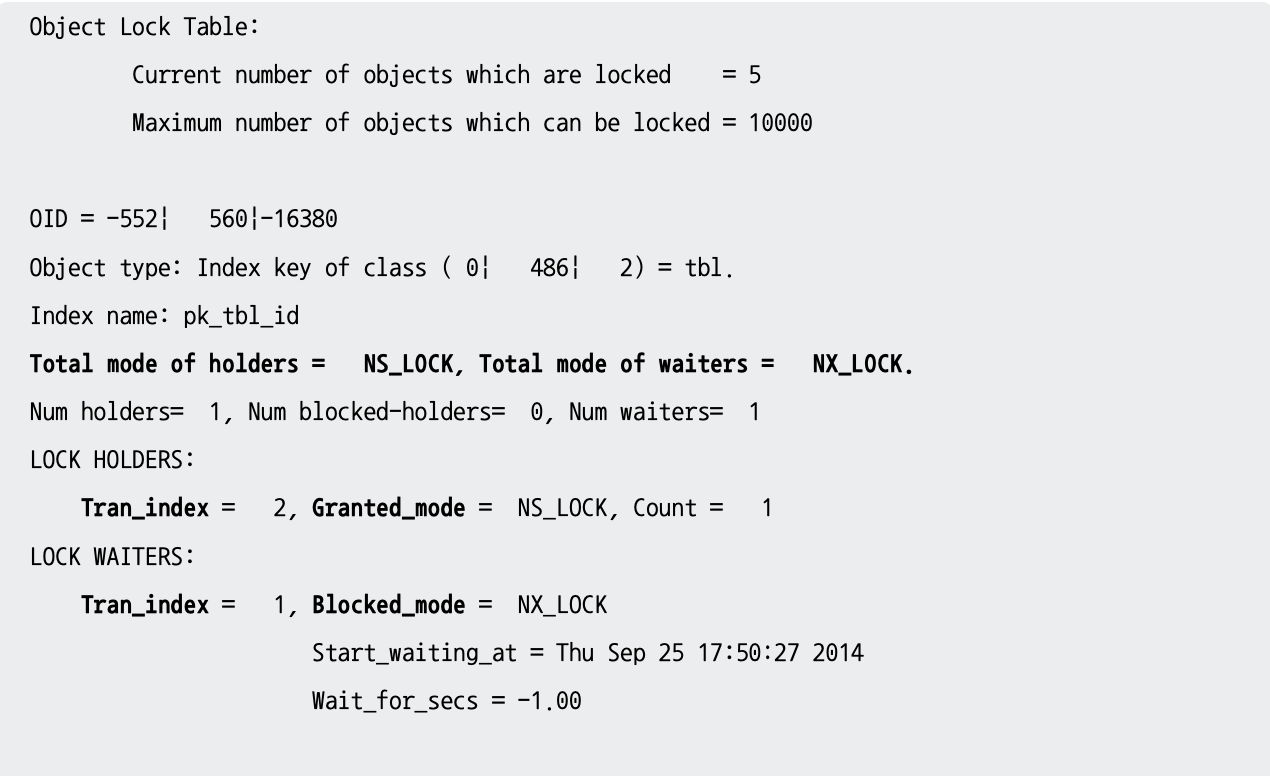 Object Lock Table:
        Current number of objects which are locked    = 5
        Maximum number of objects which can be locked = 10000
OID = -552¦   560¦-16380
Object type: Index key of class ( 0¦   486¦   2) = tbl.
Index name: pk_tbl_id
Total mode of holders =   NS_LOCK, Total mode of waiters =   NX_LOCK.
Num holders=  1, Num blocked-holders=  0, Num waiters=  1
LOCK HOLDERS:
    Tran_index =   2, Granted_mode =  NS_LOCK, Count =   1
LOCK WAITERS:
    Tran_index =   1, Blocked_mode =  NX_LOCK
                      Start_waiting_at = Thu Sep 25 17:50:27 2014
                      Wait_for_secs = -1.00